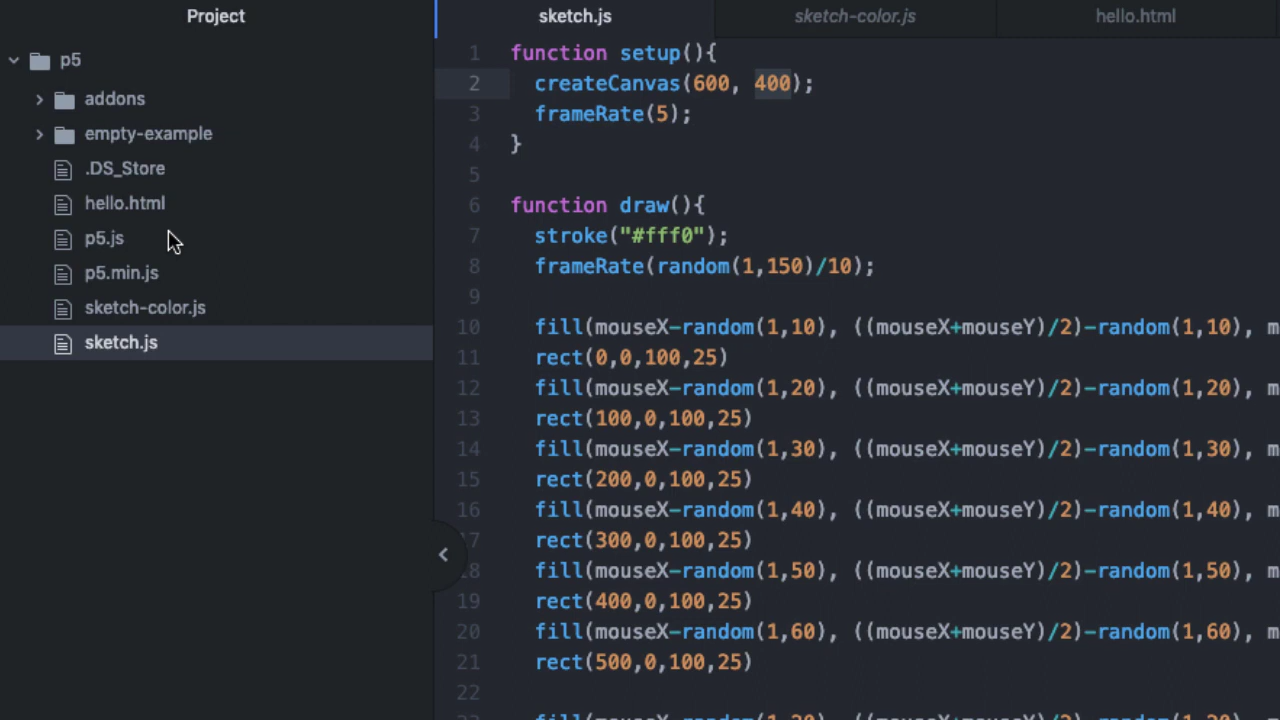 Project
p5
addons
empty-example
.DS_Store
hello.html
p5.js
p5.min.js
sketch-color.js
sketch.js
sketch.js sketch-color.js hello.html
1 function setup(){
2 createCanvas(600, 400);
3 frameRate(5);
4 }
5
6 function draw(){
7 stroke("#fff0");
8 frameRate(random(1,150)/10);
9
10 fill(mouseX-random(1,10), ((mouseX+mouseY)/2)-random(1,10), m
11 rect(0,0,100,25)
12 fill(mouseX-random(1,20), ((mouseX+mouseY)/2)-random(1,20), m
13 rect(100,0,100,25)
14 fill(mouseX-random(1,30), ((mouseX+mouseY)/2)-random(1,30), m
15 rect(200,0,100,25)
16 fill(mouseX-random(1,40), ((mouseX+mouseY)/2)-random(1,40), m
7 rect(300,0,100,25)
8 fill(mouseX-random(1,50), ((mouseX+mouseY)/2)-random(1,50), m
19 rect(400,0,100,25)
20 fill(mouseX-random(1,60), ((mouseX+mouseY)/2)-random(1,60), m
21 rect(500,0,100,25)
22